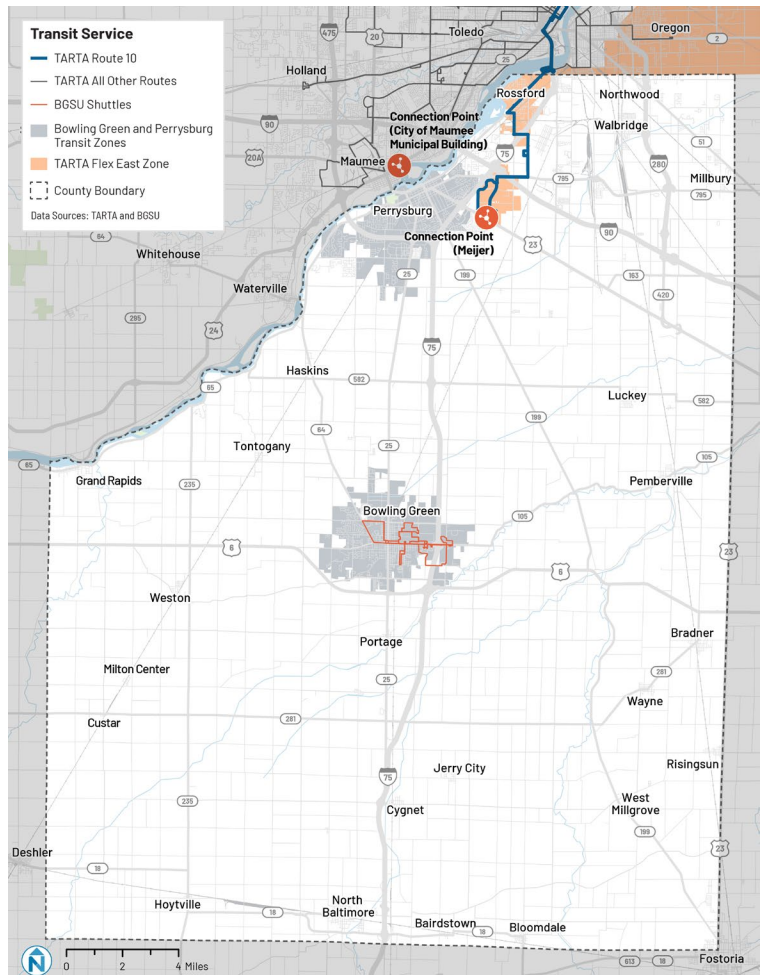 Transit Service
TARTA Route 10
TARTA All Other Routes
BGSU Shuttles
Bowling Green and Perrysburg
Transit Zones
TARTA Flex East Zone
County Boundary
Data Sources: TARTA and BGSU
475
20
Toledo
Oregon
2
25
Holland
Rossford
Northwood
Connection Point
(City of Maumee
Municipal Building)
90
Walbridge
51
20A
Maumee
75
280
Millbury
795
795
Perrysburg
64
Connection Point
(Meijer)
23
90
Whitehouse
25
199
163
Waterville
420
295
24
75
Haskins
582
65
Luckey
582
199
64
25
Tontogany
105
65
Grand Rapids
235
Pemberville
Bowling Green
105
6
23
6
Weston
Bradner
Portage
Milton Center
281
25
Wayne
Custar
281
Jerry City
Risingsun
75
235
Cygnet
West
Millgrove
199
23
Deshler
18
Hoytville
18
North
Baltimore
Bairdstown
18
Bloomdale
Fostoria
613
18
N
0 2 4 Miles